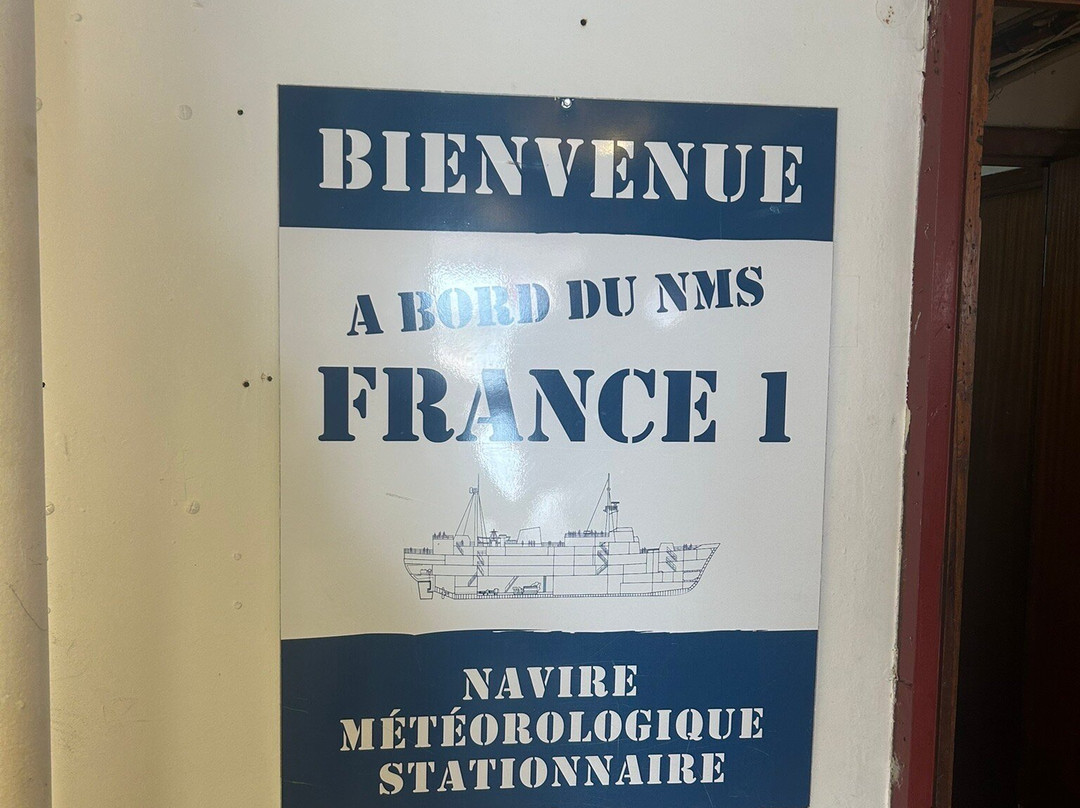 BIENVENUE
A BORD DU NMS
FRANCE 1
NAVIRE
MÉTÉOROLOGIQUE
STATIONNAIRE